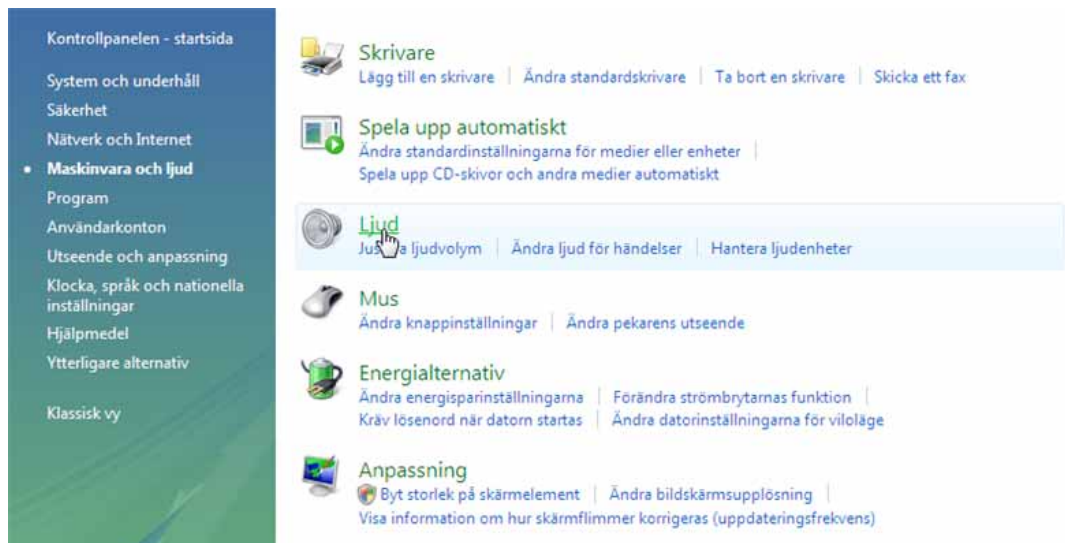 Kontrollpanelen - startsida
System och underhåll
Säkerhet
Nätverk och Internet
Maskinvara och ljud
Program
Användarkonton
Utseende och anpassning
Klocka, språk och nationella
inställningar
Hjälpmedel
Ytterligare alternativ
Klassisk vy
Skrivare
Lägg till en skrivare | Ändra standardskrivare | Ta bort en skrivare | Skicka ett fax
Spela upp automatiskt
Ändra standardinställningarna för medier eller enheter |
Spela upp CD-skivor och andra medier automatiskt
Ljud
ljudvolym | Ändra ljud för händelser | Hantera ljudenheter
Mus
Ändra knappinställningar | Ändra pekarens utseende
Energialternativ
Ändra energisparinställningarna | Förändra strömbrytarnas funktion |
Kräv lösenord när datorn startas | Ändra datorinställningarna för viloläge
Anpassning
Byt storlek på skärmelement | Ändra bildskärmsupplösning |
Visa information om hur skärmflimmer korrigeras (uppdateringsfrekvens)